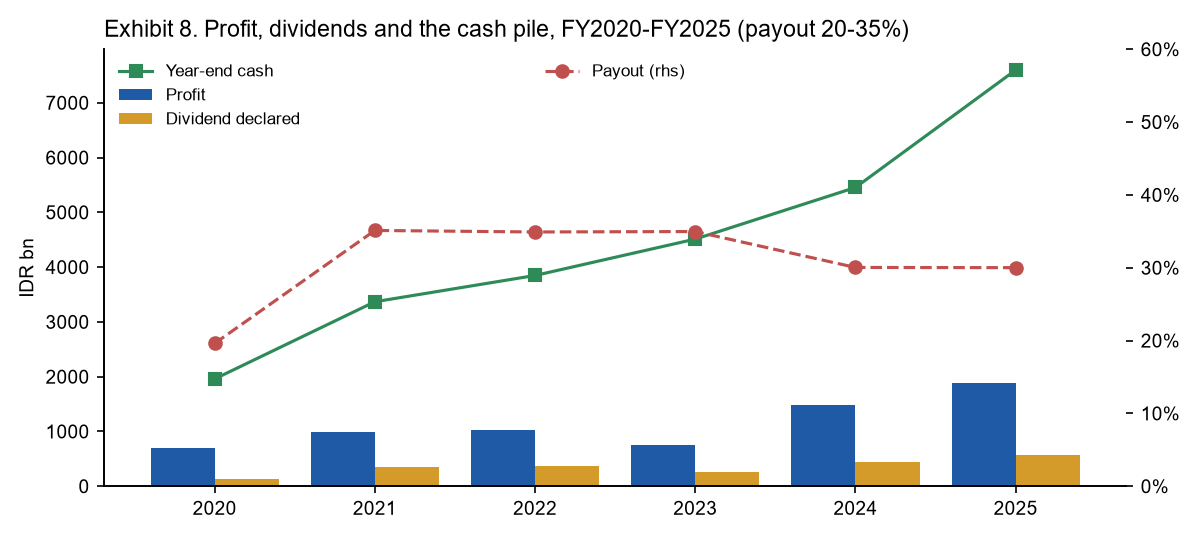 Exhibit 8. Profit, dividends and the cash pile, FY2020-FY2025 (payout 20-35%)
Year-end cash
Profit
Dividend declared
Payout (rhs)
IDR bn
7000
6000
5000
4000
3000
2000
1000
0
60%
50%
40%
30%
20%
10%
0%
2020 2021 2022 2023 2024 2025